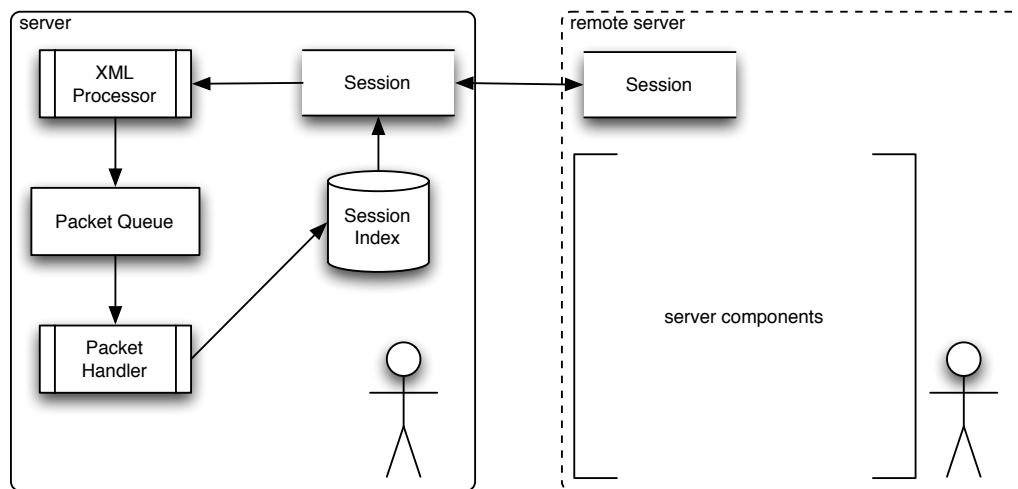 server
remote server
XML
Processor
Session
Session
Packet Queue
Session
Index
Packet
Handler
server components